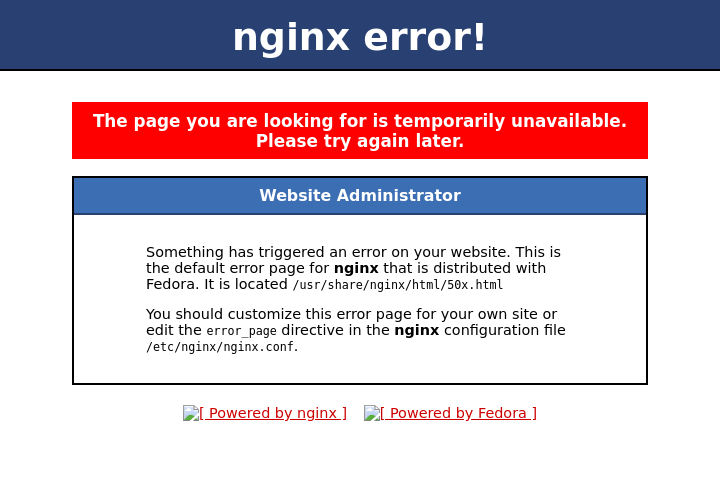 nginx error!
The page you are looking for is temporarily unavailable.
Please try again later.
Website Administrator
Something has triggered an error on your website. This is
the default error page for nginx that is distributed with
Fedora. It is located /usr/share/nginx/html/50x.html
You should customize this error page for your own site or
edit the error_page directive in the nginx configuration file
/etc/nginx/nginx.conf.
[ Powered by nginx ] [ Powered by Fedora ]